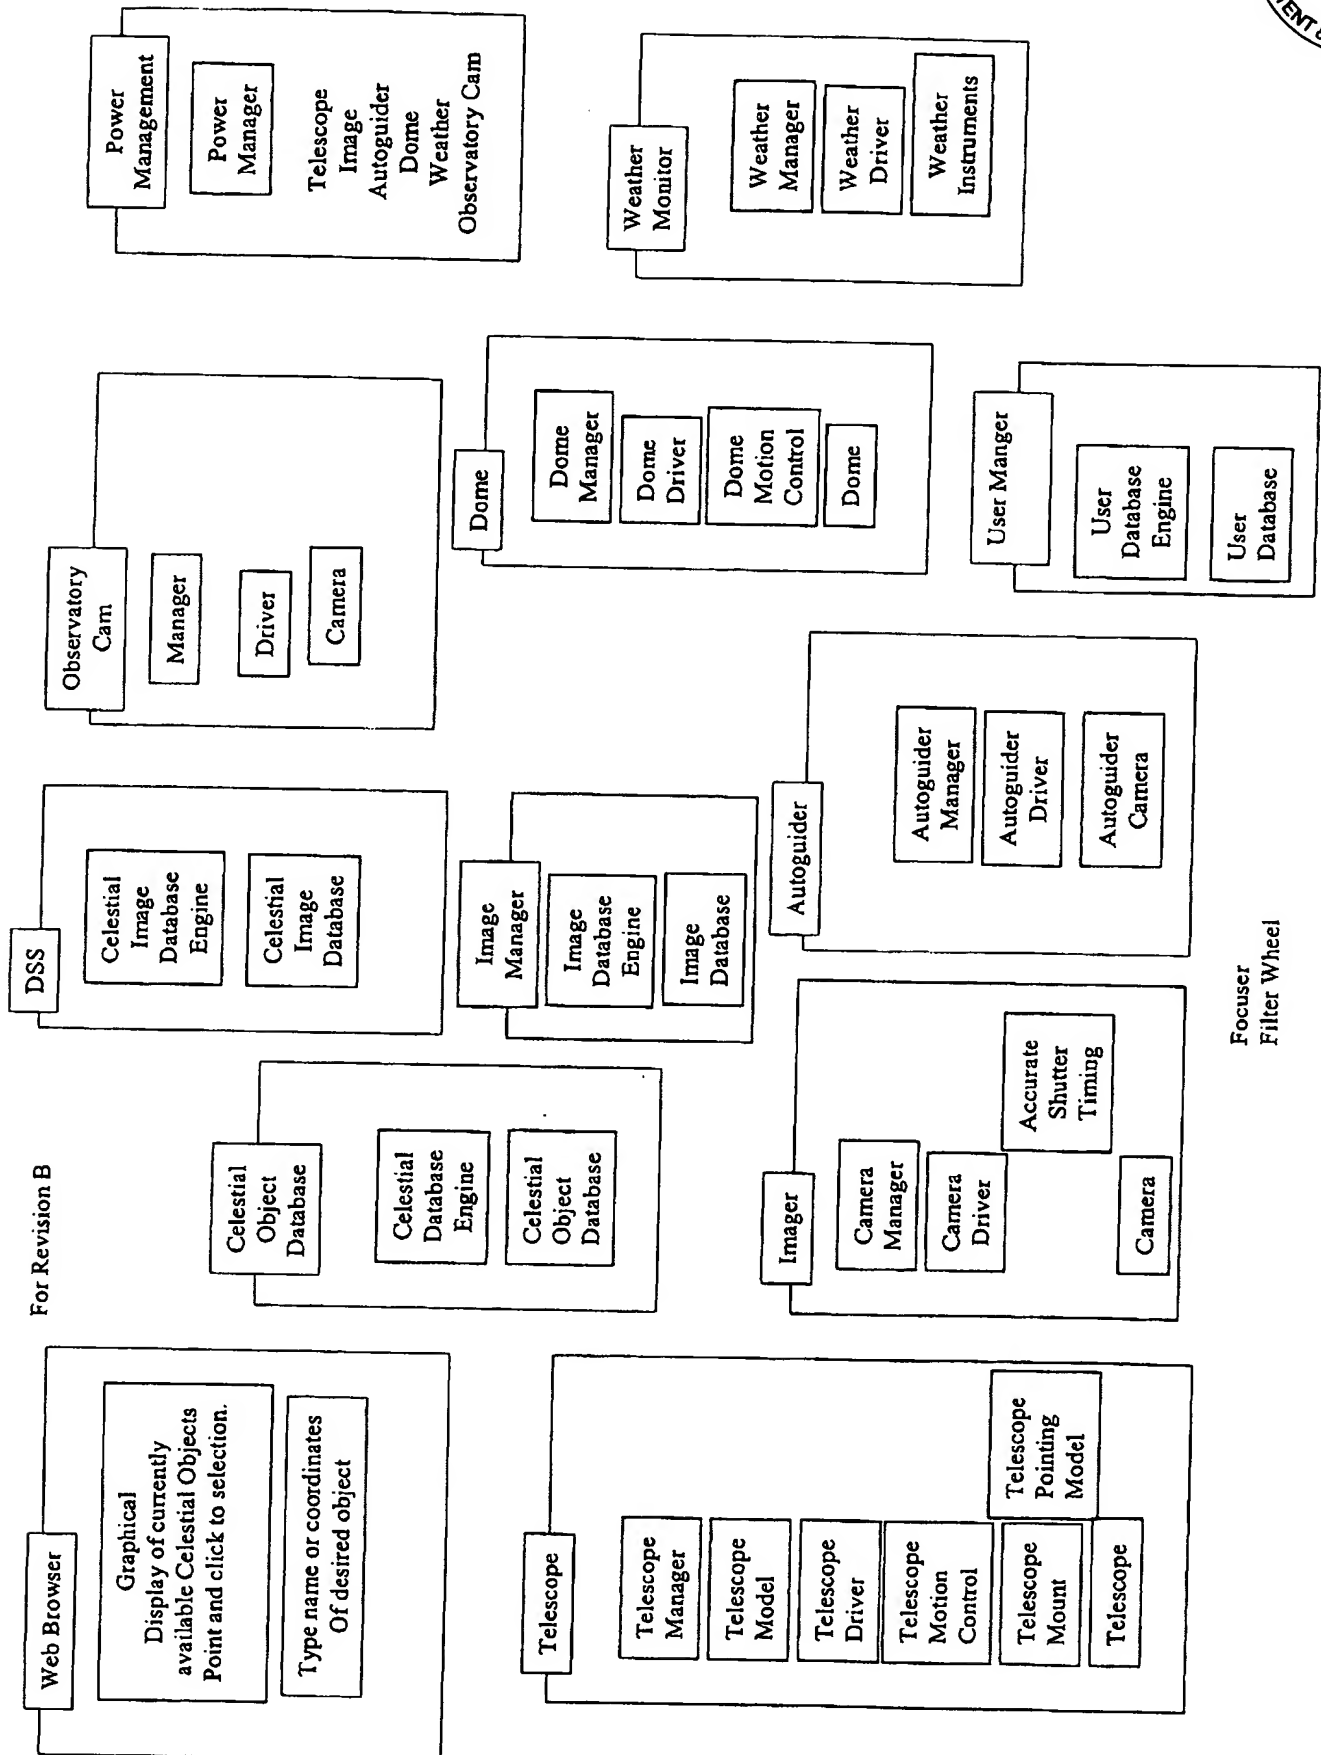 For Revision B
Web Browser
Graphical
Display of currently
available Celestial Objects
Point and click to selection.
Type name or coordinates
Of desired object
Celestial
Object
Database
Celestial
Database
Engine
Celestial
Object
Database
DSS
Celestial
Image
Database
Engine
Celestial
Image
Database
Observatory
Cam
Manager
Driver
Camera
Power
Management
Power
Manager
Telescope
Image
Autoguider
Dome
Weather
Observatory Cam
Image
Manager
Image
Database
Engine
Image
Database
Dome
Dome
Manager
Dome
Driver
Dome
Motion
Control
Dome
Weather
Monitor
Weather
Manager
Weather
Driver
Weather
Instruments
Telescope
Telescope
Manager
Telescope
Model
Telescope
Driver
Telescope
Motion
Control
Telescope
Mount
Telescope
Pointing
Model
Telescope
Imager
Camera
Manager
Camera
Driver
Accurate
Shutter
Timing
Camera
Autoguider
Autoguider
Manager
Autoguider
Driver
Autoguider
Camera
User Manger
User
Database
Engine
User
Database
Focuser
Filter Wheel